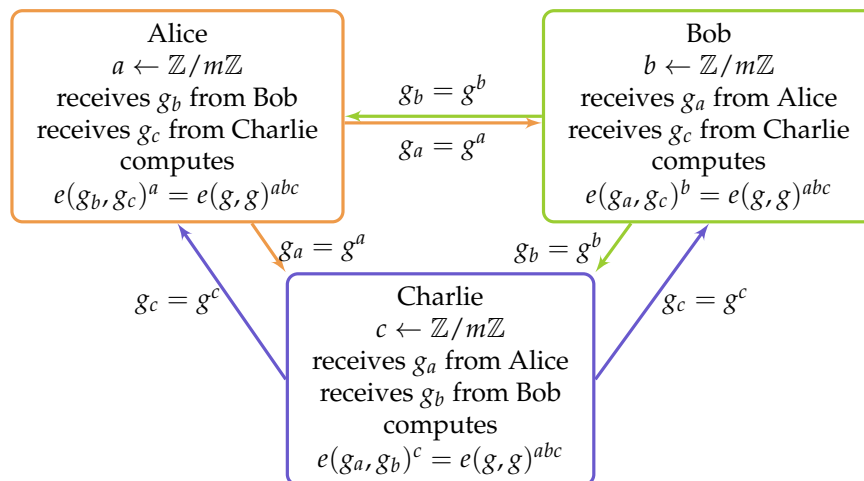 Alice
a ← ℤ/mℤ
receives g_b from Bob
receives g_c from Charlie
computes
e(g_b, g_c)^a = e(g, g)^{abc}
g_b = g^b
g_a = g^a
Bob
b ← ℤ/mℤ
receives g_a from Alice
receives g_c from Charlie
computes
e(g_a, g_c)^b = e(g, g)^{abc}
g_a = g^a
g_b = g^b
g_c = g^c
g_c = g^c
Charlie
c ← ℤ/mℤ
receives g_a from Alice
receives g_b from Bob
computes
e(g_a, g_b)^c = e(g, g)^{abc}